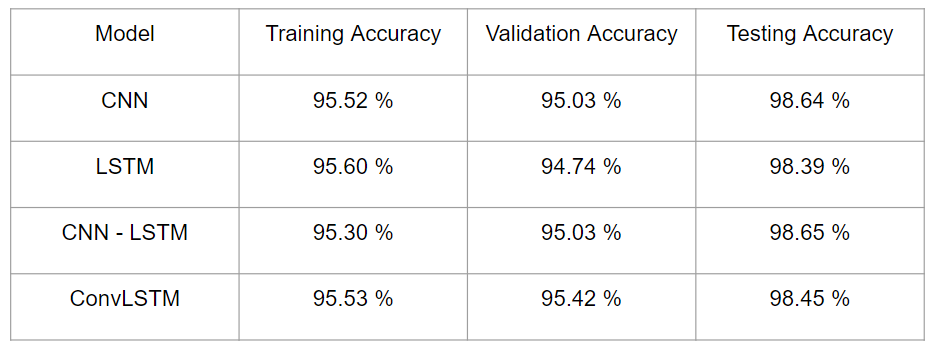 Model Training Accuracy Validation Accuracy Testing Accuracy
CNN 95.52 % 95.03 % 98.64 %
LSTM 95.60 % 94.74 % 98.39 %
CNN - LSTM 95.30 % 95.03 % 98.65 %
ConvLSTM 95.53 % 95.42 % 98.45 %